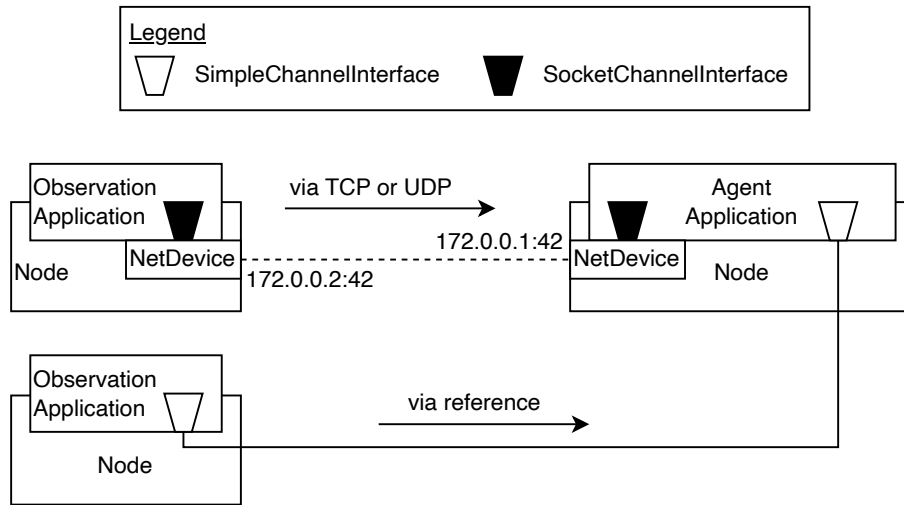 Legend
SimpleChannelInterface
SocketChannelInterface
Observation
Application
NetDevice
Node
via TCP or UDP
172.0.0.1:42
172.0.0.2:42
Agent
Application
NetDevice
Node
Observation
Application
Node
via reference